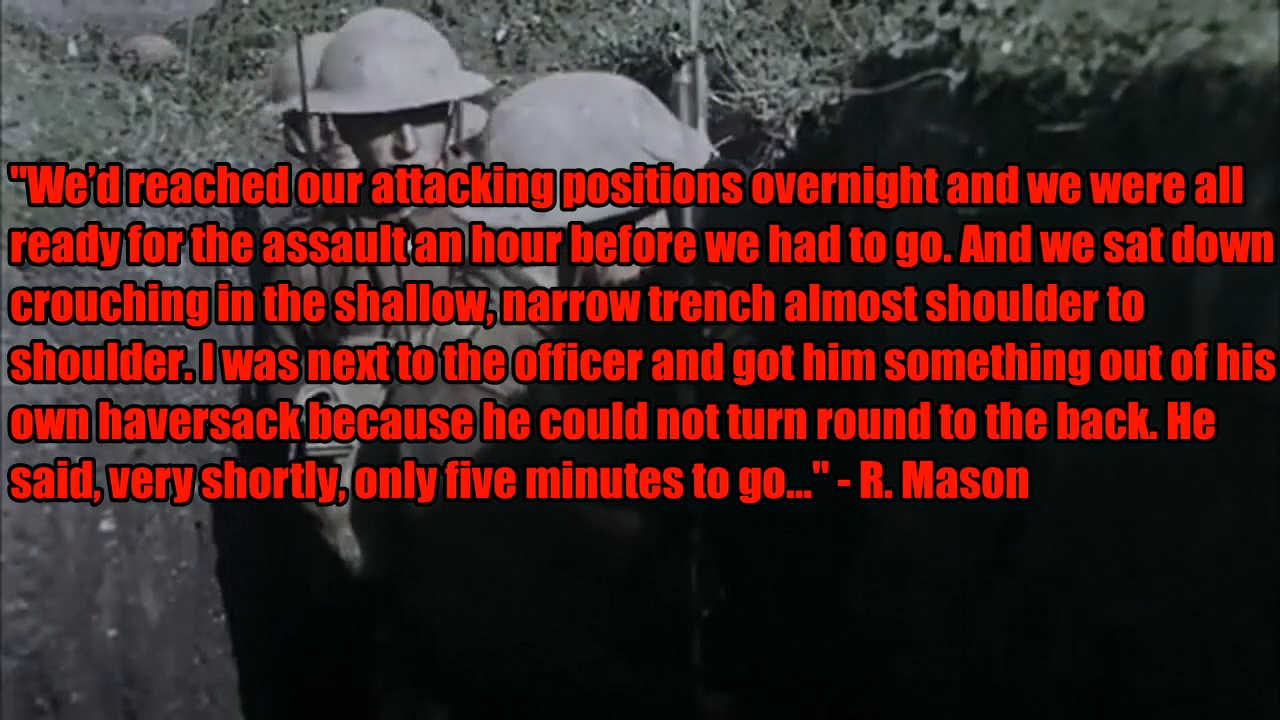 "We’d reached our attacking positions overnight and we were all
ready for the assault an hour before we had to go. And we sat down
crouching in the shallow, narrow trench almost shoulder to
shoulder. I was next to the officer and got him something out of his
own haversack because he could not turn round to the back. He
said, very shortly, only five minutes to go..." - R. Mason